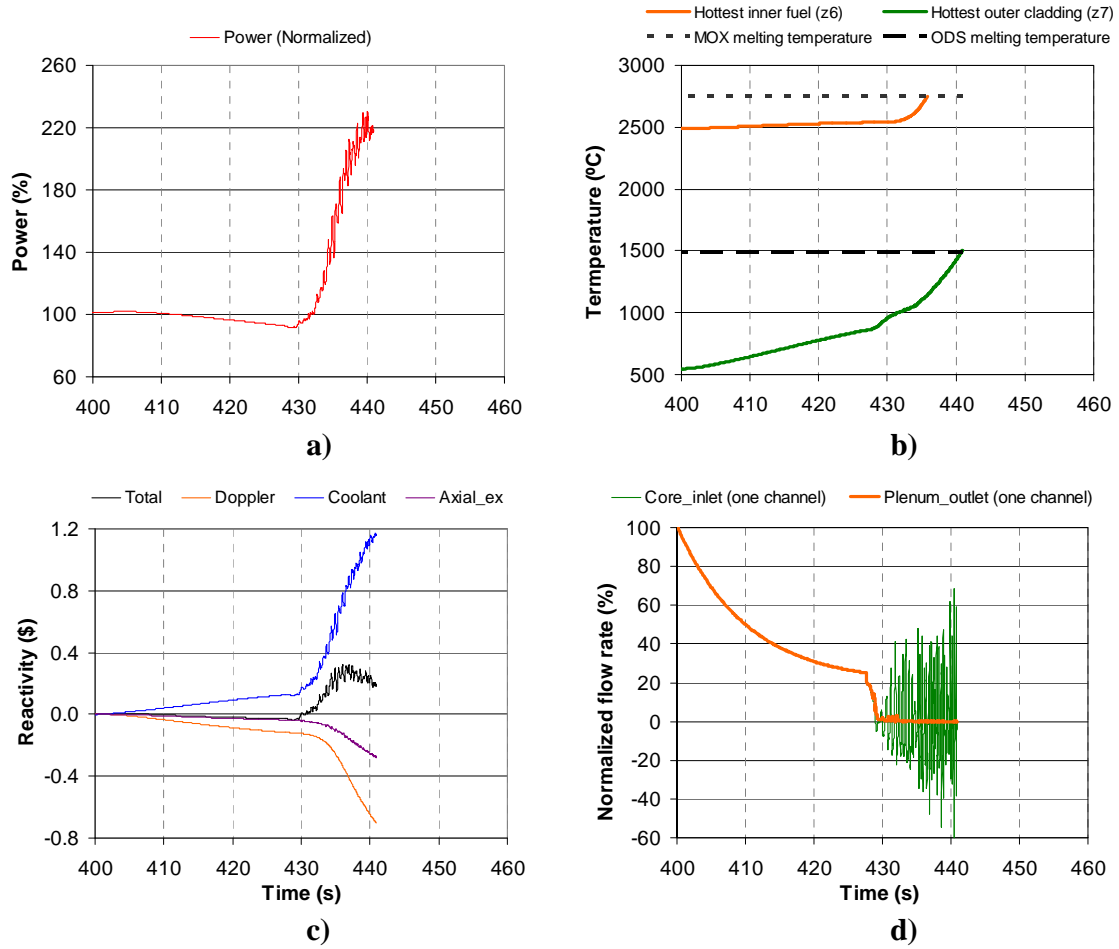 Power (Normalized)
260
220
180
140
100
60
Power (%)
400 410 420 430 440 450 460
a)
Hottest inner fuel (z6) Hottest outer cladding (z7)
MOX melting temperature ODS melting temperature
3000
2500
2000
1500
1000
500
Termperature (ºC)
400 410 420 430 440 450 460
b)
Total Doppler Coolant Axial_ex
1.2
0.8
0.4
0.0
-0.4
-0.8
Reactivity ($)
400 410 420 430 440 450 460
Time (s)
c)
Core_inlet (one channel) Plenum_outlet (one channel)
100
80
60
40
20
0
-20
-40
-60
Normalized flow rate (%)
400 410 420 430 440 450 460
Time (s)
d)